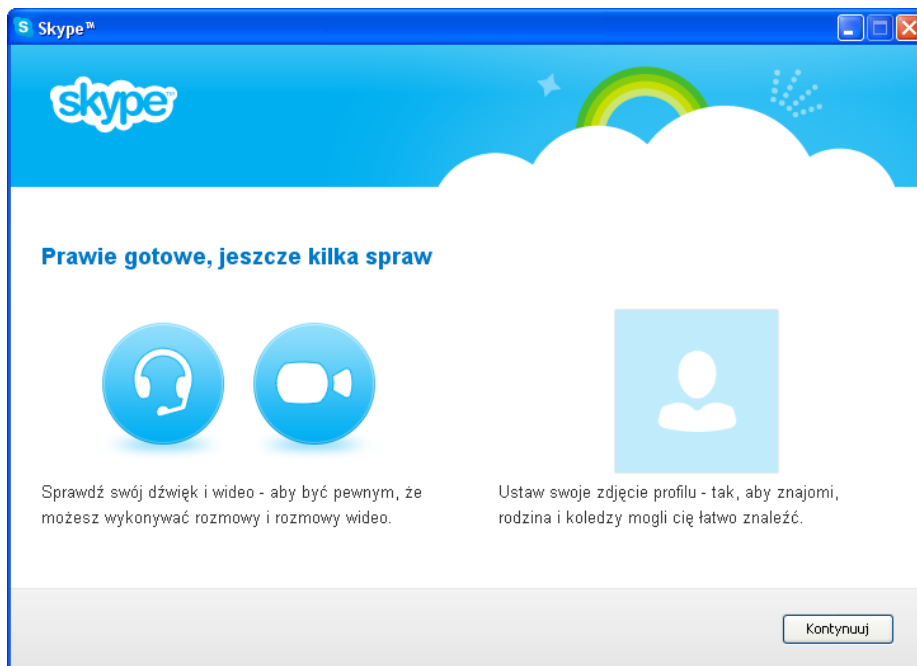 Skype™
skype™
Prawie gotowe, jeszcze kilka spraw
Sprawdź swój dźwięk i wideo - aby być pewnym, że
możesz wykonywać rozmowy i rozmowy wideo.
Ustaw swoje zdjęcie profilu - tak, aby znajomi,
rodzina i koledzy mogli cię łatwo znaleźć.
Kontynuuj